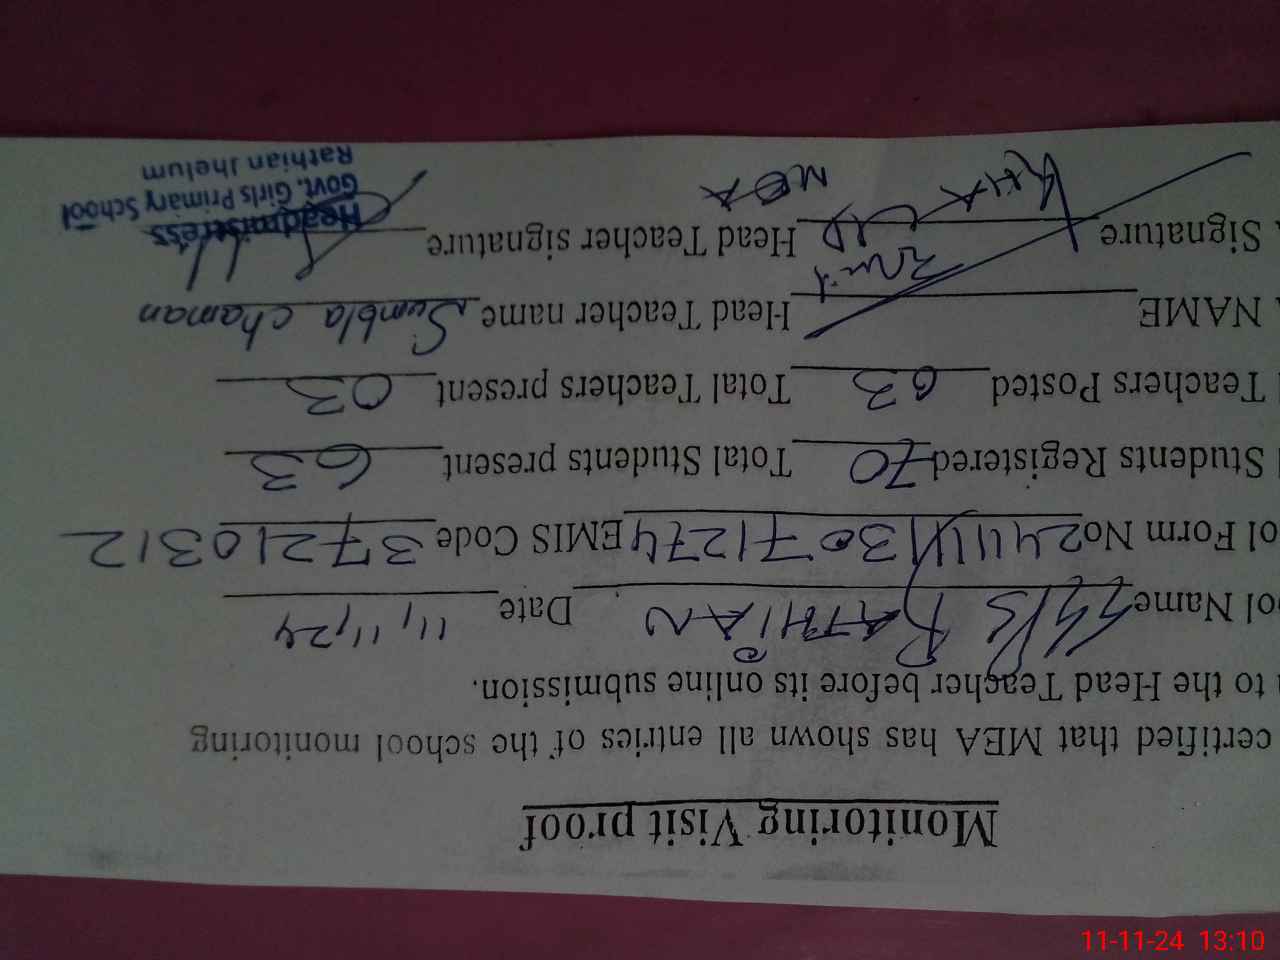 Monitoring Visit proof
certified that MEA has shown all entries of the school monitoring
to the Head Teacher before its online submission.
ol Name GGPS RATHIAN Date 11,11,24
ol Form No 24111130771274 EMIS Code 37210312
Students Registered 70 Total Students present 63
Teachers Posted 03 Total Teachers present 03
NAME Head Teacher name Sumbla chaman
Signature Head Teacher signature
MEA
Headmistress
Govt. Girls Primary School
Rathian Jhelum
11-11-24 13:10